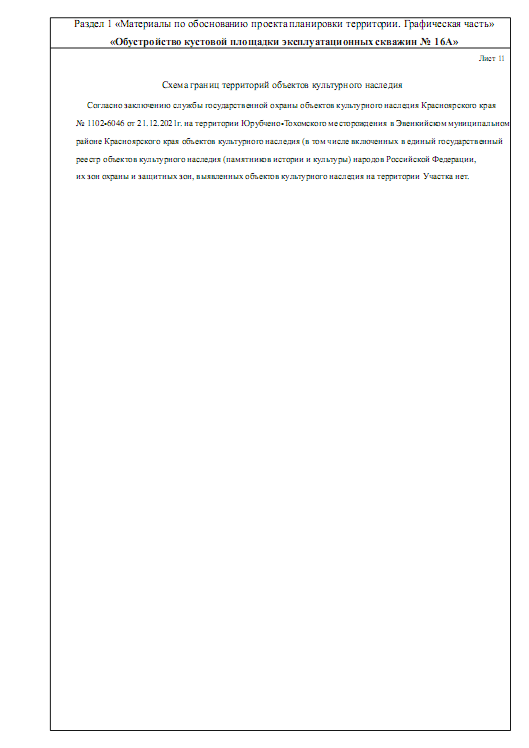 Раздел 1 «Материалы по обоснованию проекта планировки территории. Графическая часть»
«Обустройство кустовой площадки эксплуатационных скважин № 16А»
Лист 11
Схема границ территорий объектов культурного наследия
Согласно заключению службы государственной охраны объектов культурного наследия Красноярского края
№ 1102-6046 от 21.12.2021г. на территории Юрубчено-Тохомского месторождения в Эвенкийском муниципальном
районе Красноярского края объектов культурного наследия (в том числе включенных в единый государственный
реестр объектов культурного наследия (памятников истории и культуры) народов Российской Федерации,
их зон охраны и защитных зон, выявленных объектов культурного наследия на территории Участка нет.